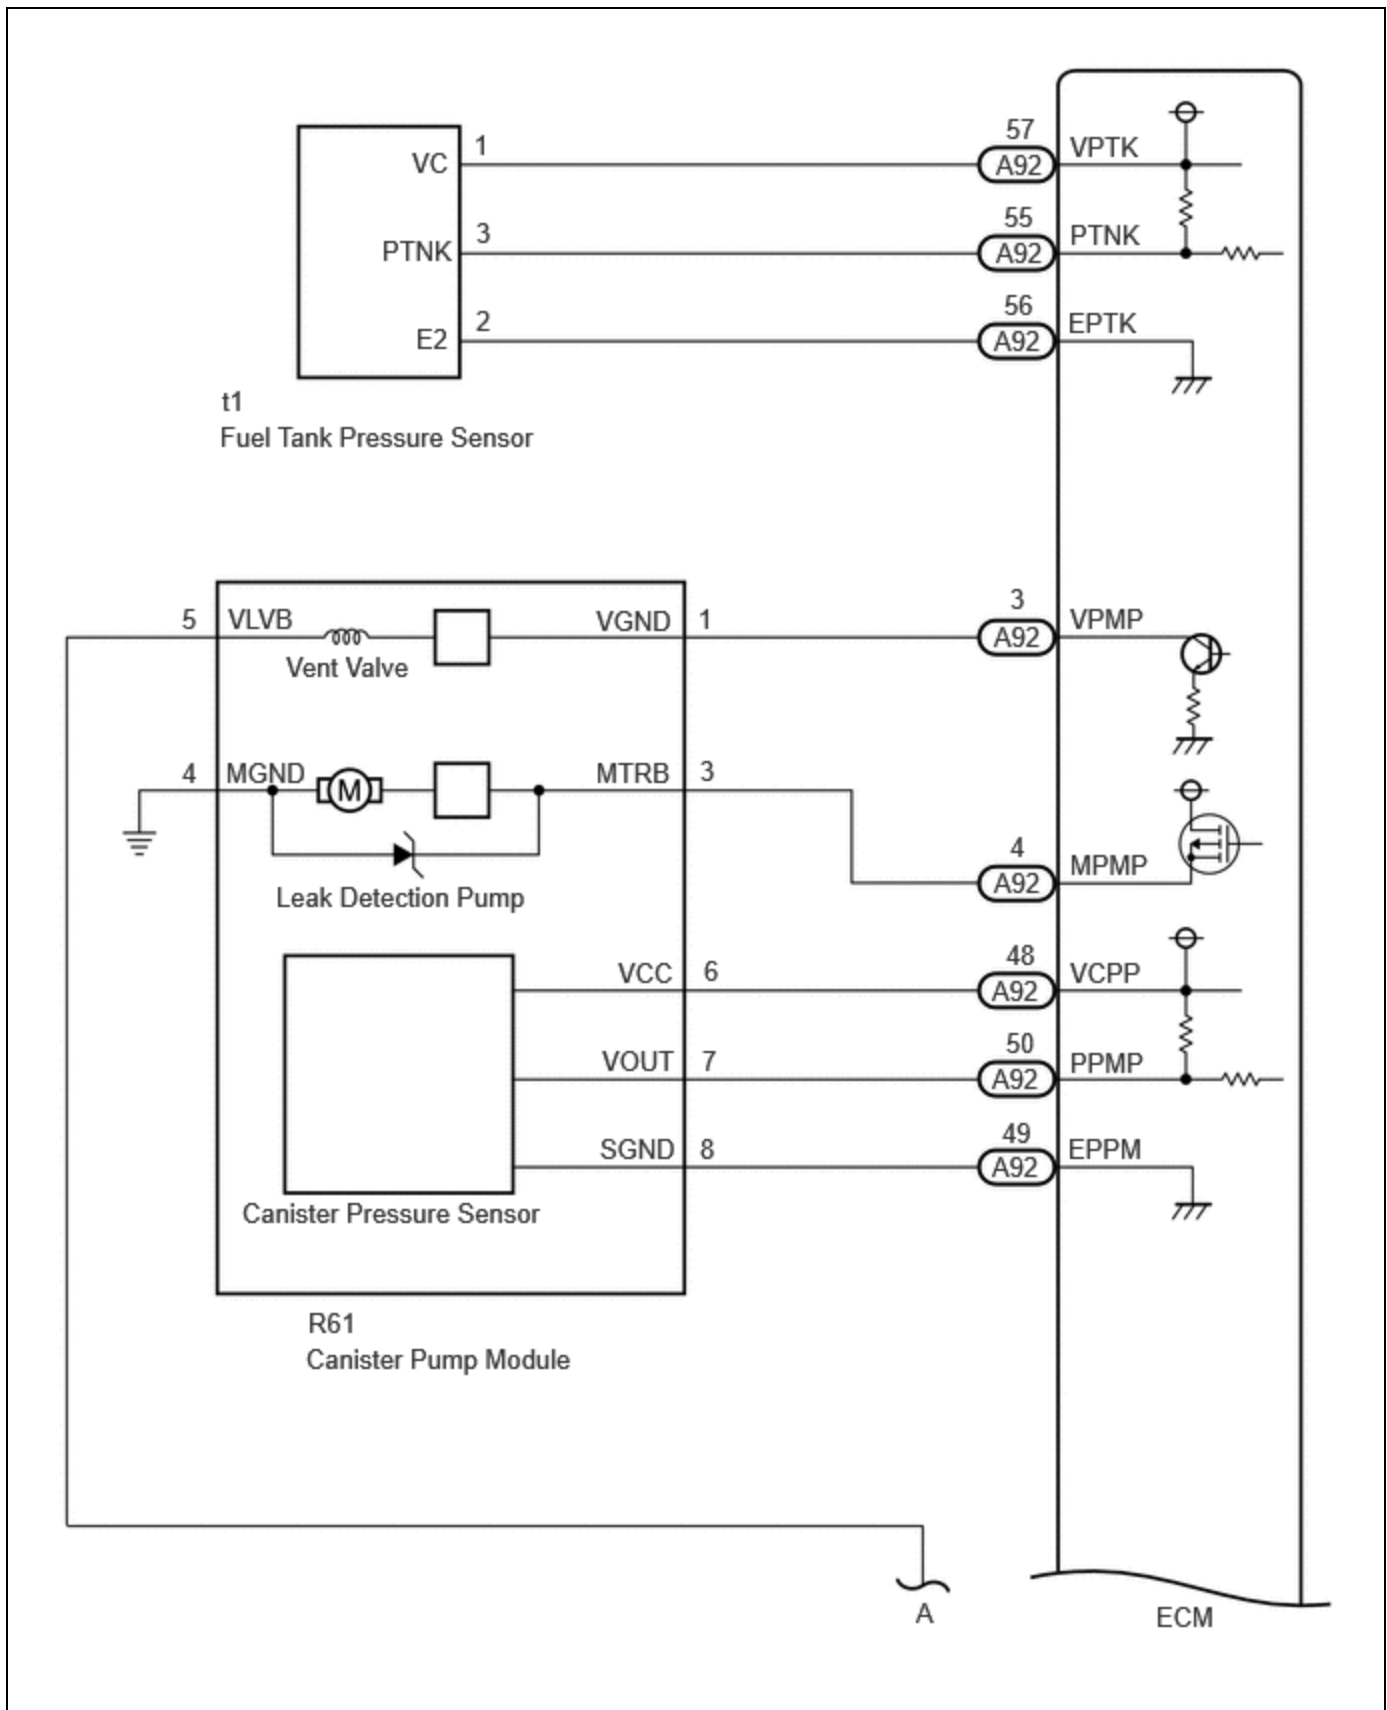 57
VC 1 A92 VPTK
55
PTNK 3 A92 PTNK
56
E2 2 A92 EPTK
t1
Fuel Tank Pressure Sensor
3
5 VLVB VGND 1 A92 VPMP
Vent Valve
4 MGND M MTRB 3
4
A92 MPMP
Leak Detection Pump
48
VCC 6 A92 VCPP
50
VOUT 7 A92 PPMP
49
SGND 8 A92 EPPM
Canister Pressure Sensor
R61
Canister Pump Module
A
ECM